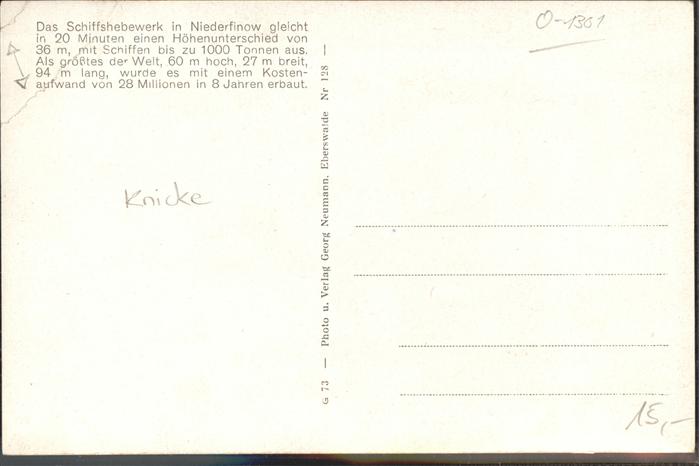 Das Schiffshebewerk in Niederfinow gleicht
in 20 Minuten einen Höhenunterschied von
36 m, mit Schiffen bis zu 1000 Tonnen aus.
Als größtes der Welt, 60 m hoch, 27 m breit,
94 m lang, wurde es mit einem Kosten-
aufwand von 28 Millionen in 8 Jahren erbaut.
O-1301
Knicke
G 73 — Photo u. Verlag Georg Neumann, Eberswalde Nr 128 —
15,-